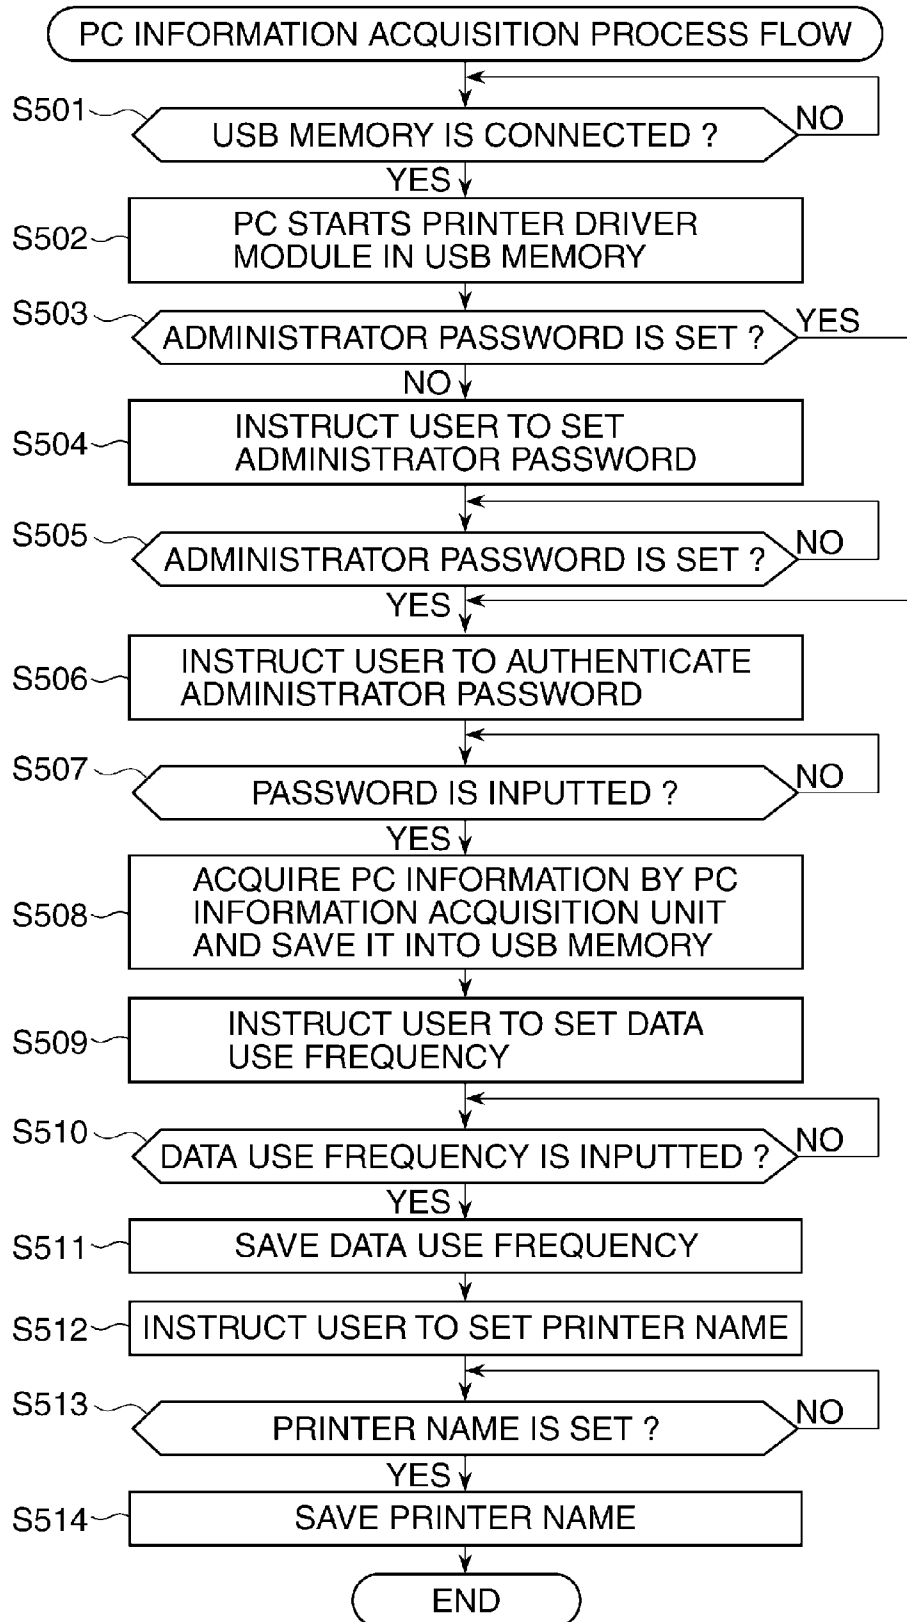 PC INFORMATION ACQUISITION PROCESS FLOW
S501
USB MEMORY IS CONNECTED ?
NO
YES
S502
PC STARTS PRINTER DRIVER
MODULE IN USB MEMORY
S503
ADMINISTRATOR PASSWORD IS SET ?
YES
NO
S504
INSTRUCT USER TO SET
ADMINISTRATOR PASSWORD
S505
ADMINISTRATOR PASSWORD IS SET ?
NO
YES
S506
INSTRUCT USER TO AUTHENTICATE
ADMINISTRATOR PASSWORD
S507
PASSWORD IS INPUTTED ?
NO
YES
S508
ACQUIRE PC INFORMATION BY PC
INFORMATION ACQUISITION UNIT
AND SAVE IT INTO USB MEMORY
S509
INSTRUCT USER TO SET DATA
USE FREQUENCY
S510
DATA USE FREQUENCY IS INPUTTED ?
NO
YES
S511
SAVE DATA USE FREQUENCY
S512
INSTRUCT USER TO SET PRINTER NAME
S513
PRINTER NAME IS SET ?
NO
YES
S514
SAVE PRINTER NAME
END